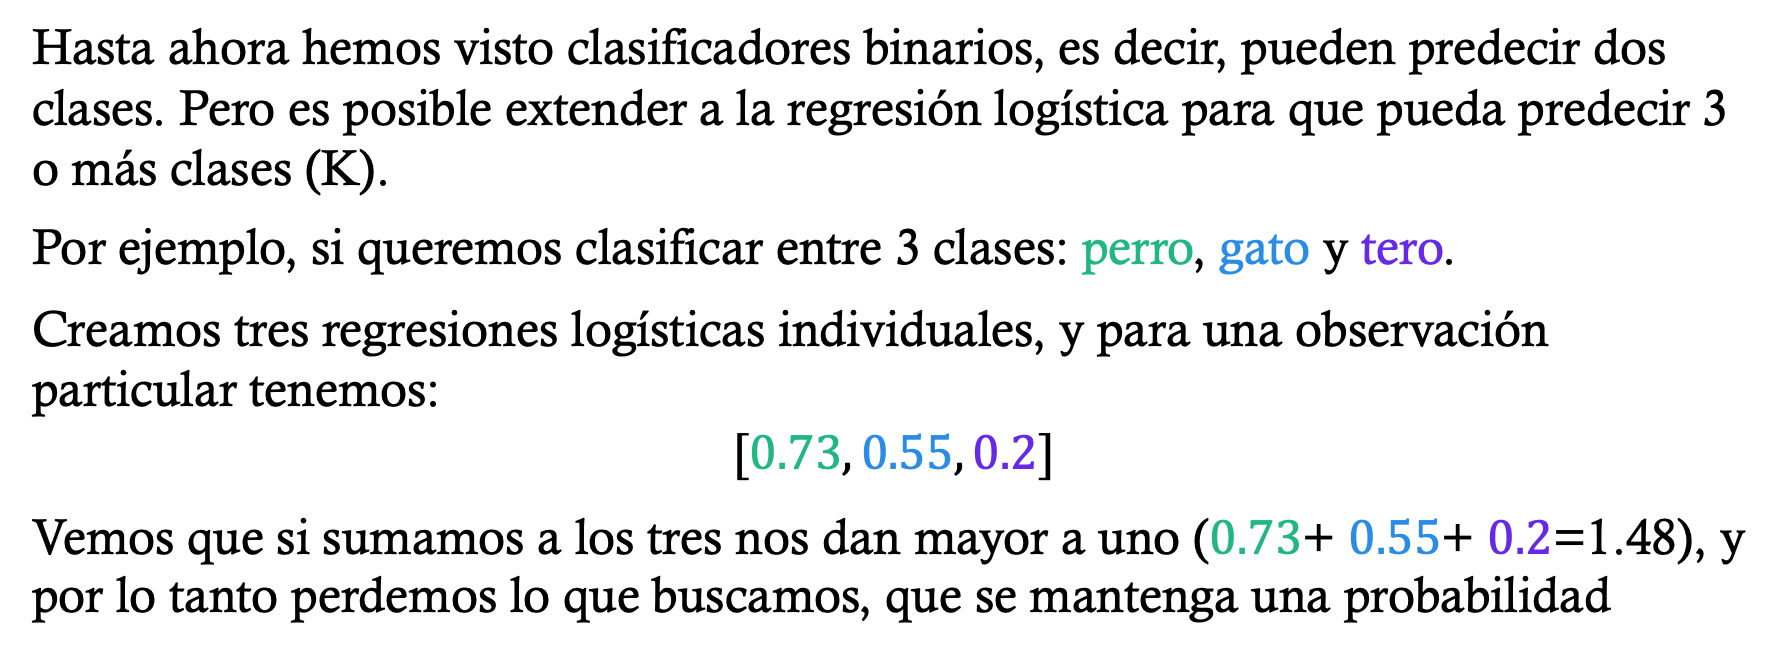 Hasta ahora hemos visto clasificadores binarios, es decir, pueden predecir dos
clases. Pero es posible extender a la regresión logística para que pueda predecir 3
o más clases (K).
Por ejemplo, si queremos clasificar entre 3 clases: perro, gato y tero.
Creamos tres regresiones logísticas individuales, y para una observación
particular tenemos:
[0.73, 0.55, 0.2]
Vemos que si sumamos a los tres nos dan mayor a uno (0.73+ 0.55+ 0.2=1.48), y
por lo tanto perdemos lo que buscamos, que se mantenga una probabilidad